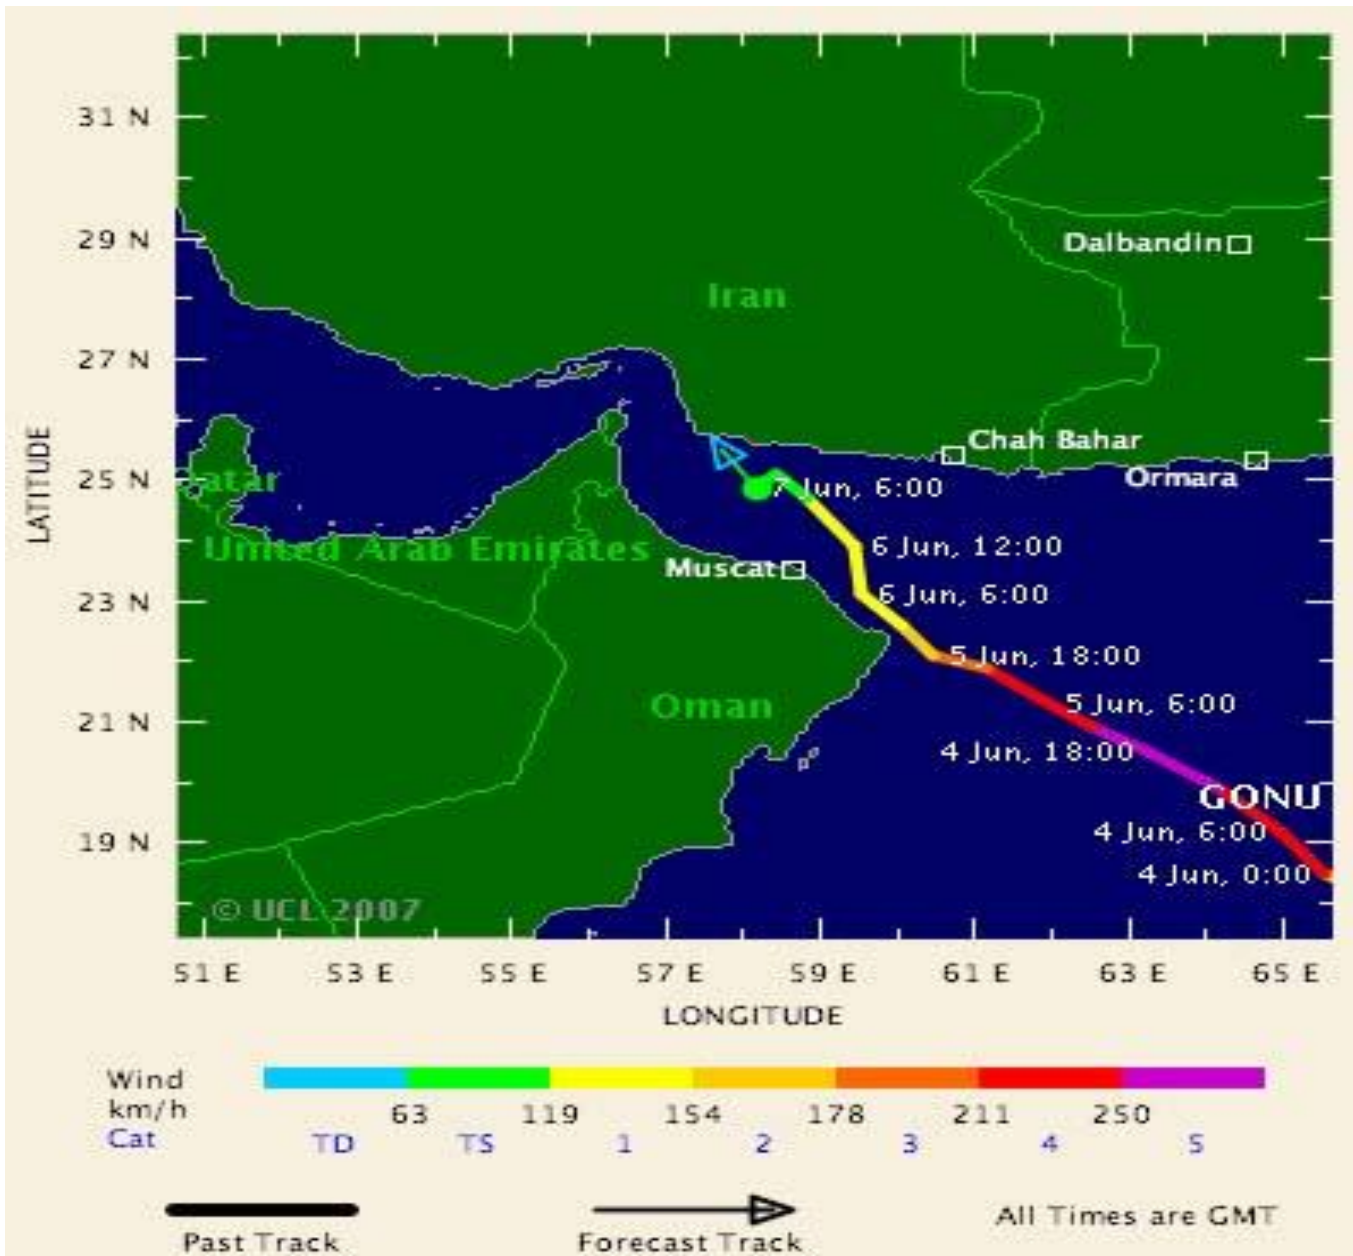 31 N
29 N
Dalbandin
Iran
27 N
LATITUDE
Chah Bahar
25 N
atar
Ormara
7 Jun, 6:00
United Arab Emirates
6 Jun, 12:00
Muscat
23 N
6 Jun, 6:00
5 Jun, 18:00
Oman
5 Jun, 6:00
21 N
4 Jun, 18:00
GONU
19 N
4 Jun, 6:00
4 Jun, 0:00
© UCL 2007
51 E 53 E 55 E 57 E 59 E 61 E 63 E 65 E
LONGITUDE
Wind
km/h 63 119 154 178 211 250
Cat TD TS 1 2 3 4 5
Past Track
Forecast Track
All Times are GMT